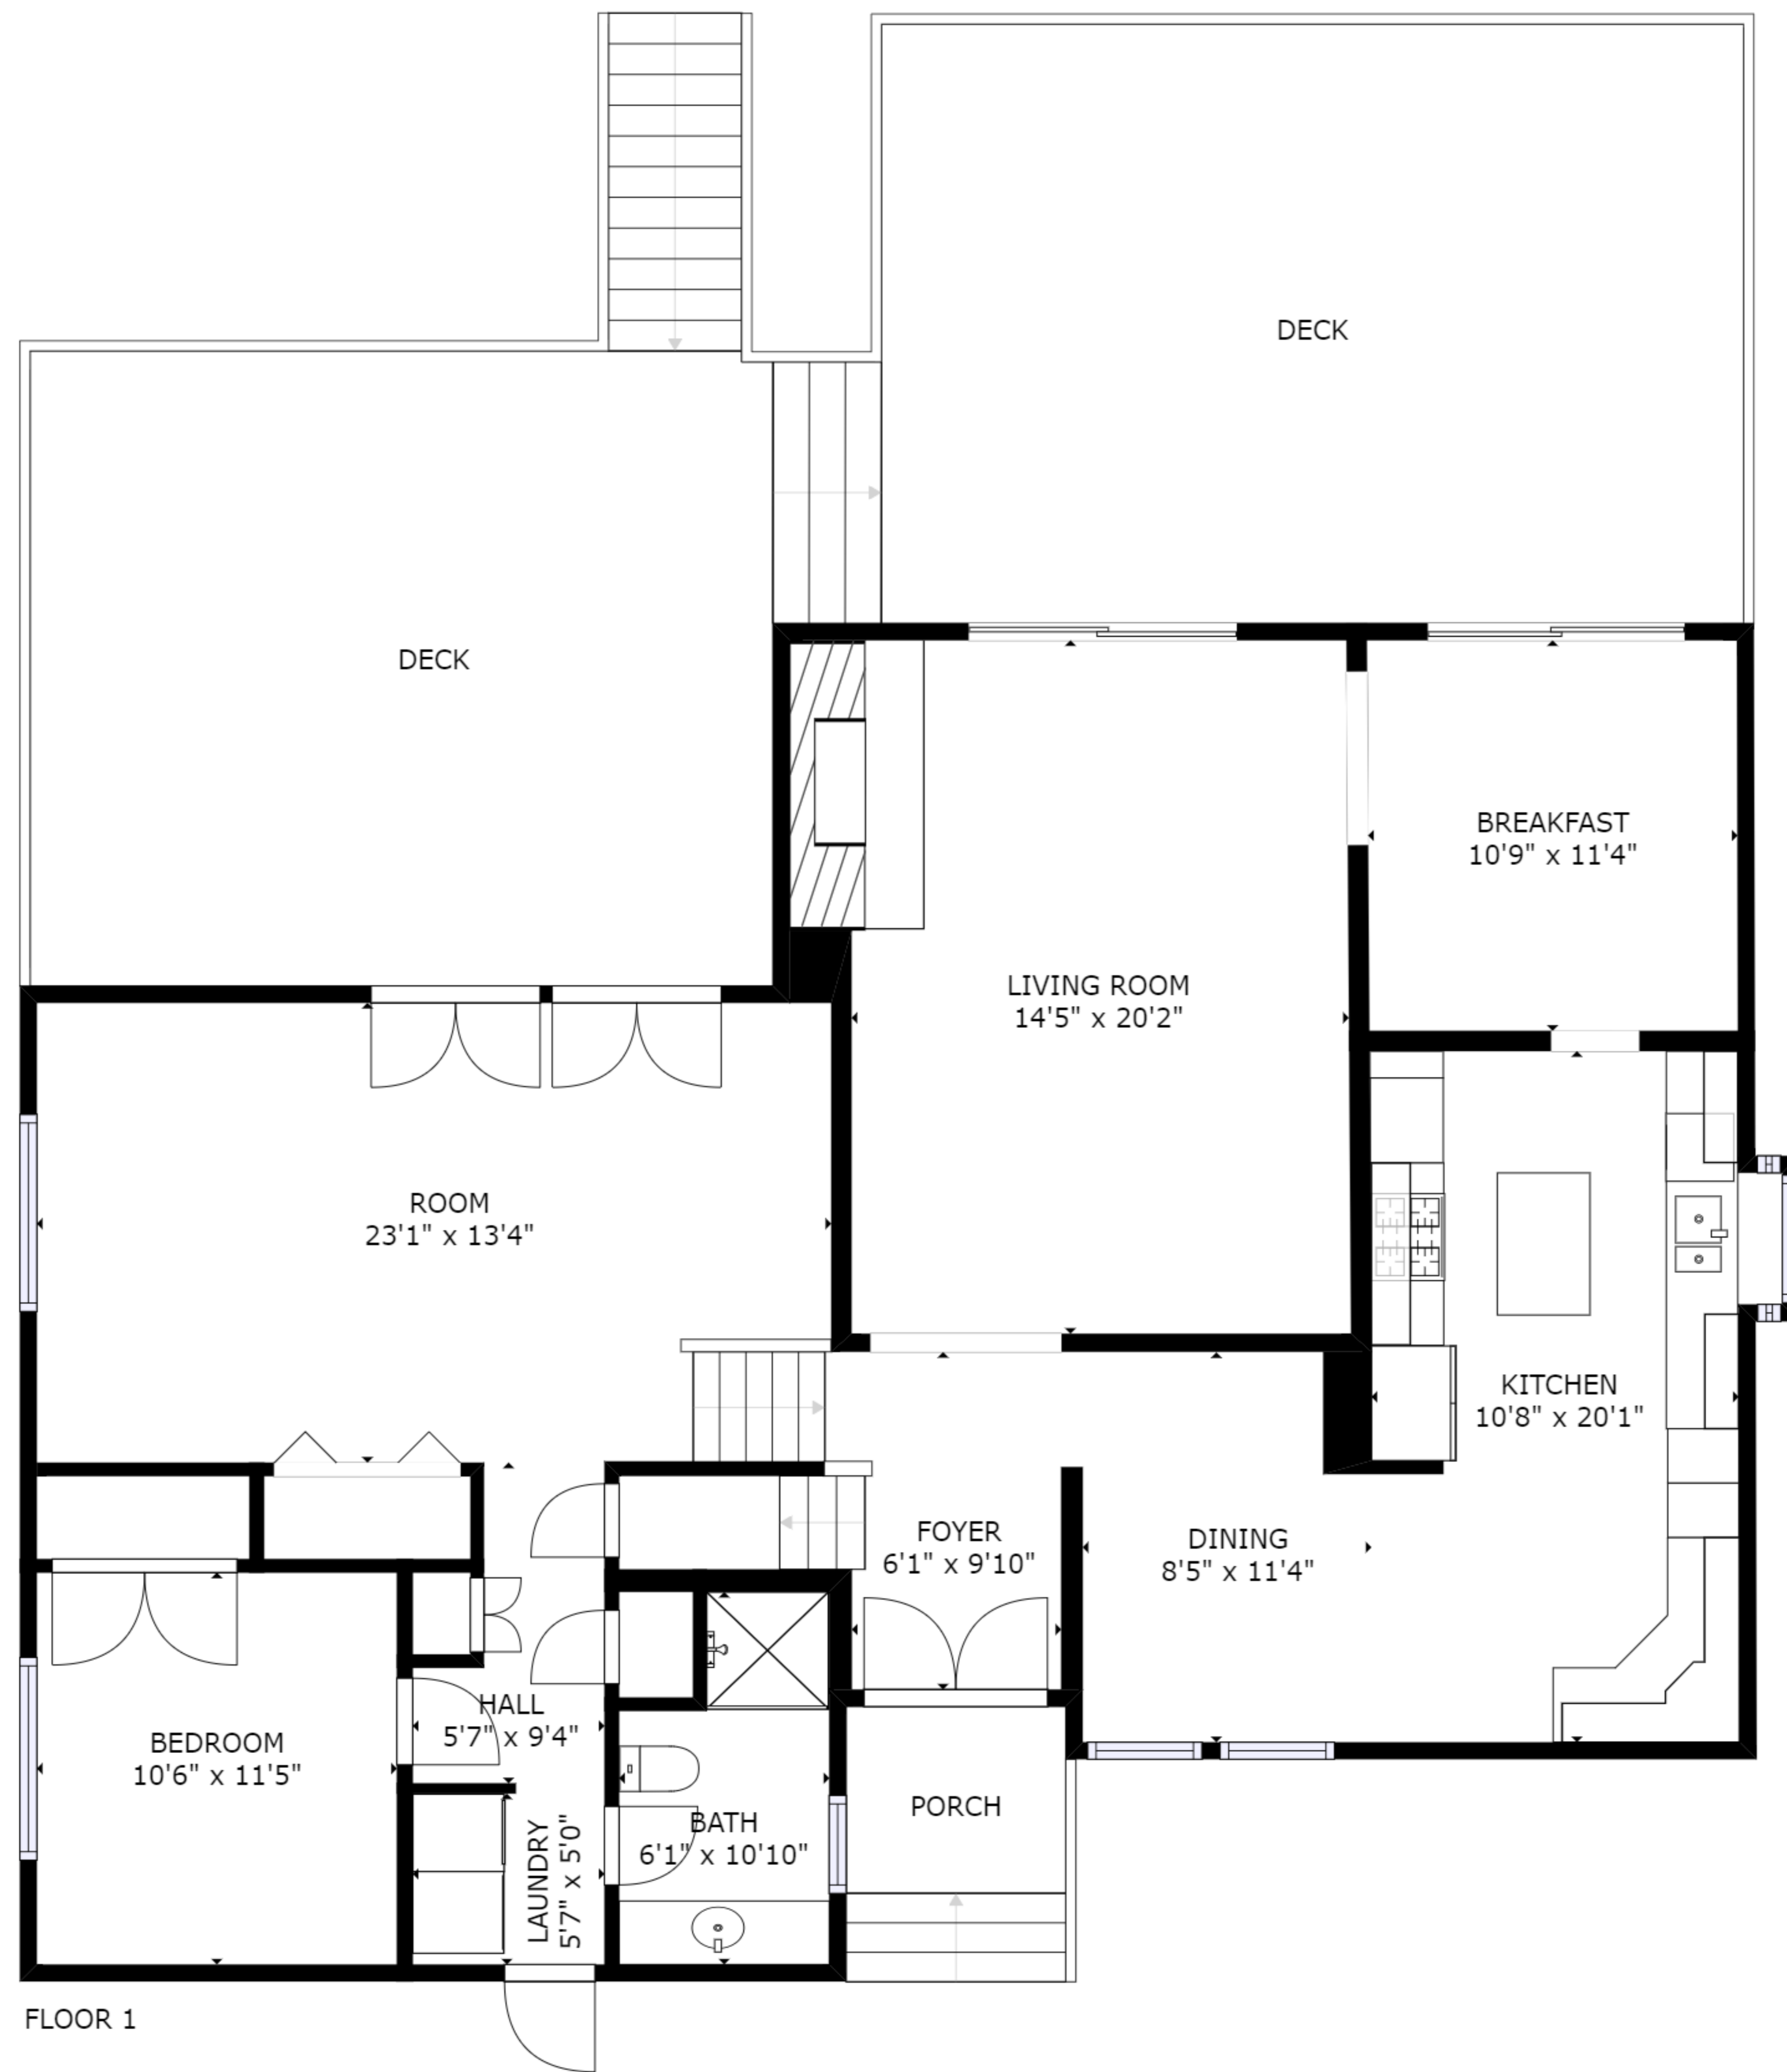 DECK
DECK
BREAKFAST
10'9" x 11'4"
LIVING ROOM
14'5" x 20'2"
ROOM
23'1" x 13'4"
KITCHEN
10'8" x 20'1"
FOYER
6'1" x 9'10"
DINING
8'5" x 11'4"
HALL
5'7" x 9'4"
BEDROOM
10'6" x 11'5"
PORCH
BATH
6'1" x 10'10"
LAUNDRY
5'7" x 5'0"
FLOOR 1